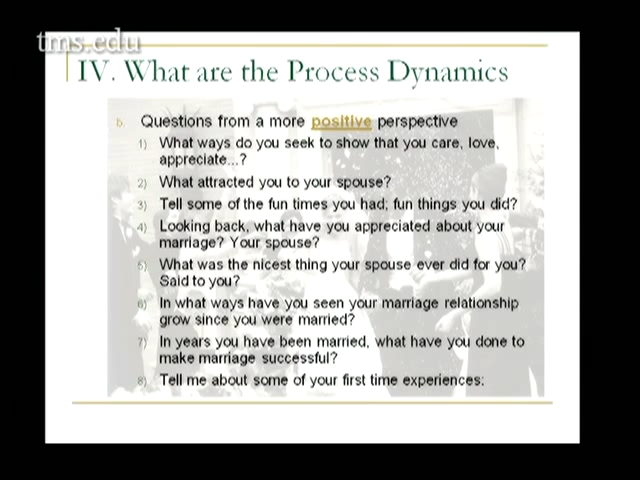 tms.edu
IV. What are the Process Dynamics
b. Questions from a more positive perspective
1) What ways do you seek to show that you care, love,
appreciate...?
2) What attracted you to your spouse?
3) Tell some of the fun times you had; fun things you did?
4) Looking back, what have you appreciated about your
marriage? Your spouse?
5) What was the nicest thing your spouse ever did for you?
Said to you?
6) In what ways have you seen your marriage relationship
grow since you were married?
7) In years you have been married, what have you done to
make marriage successful?
8) Tell me about some of your first time experiences: